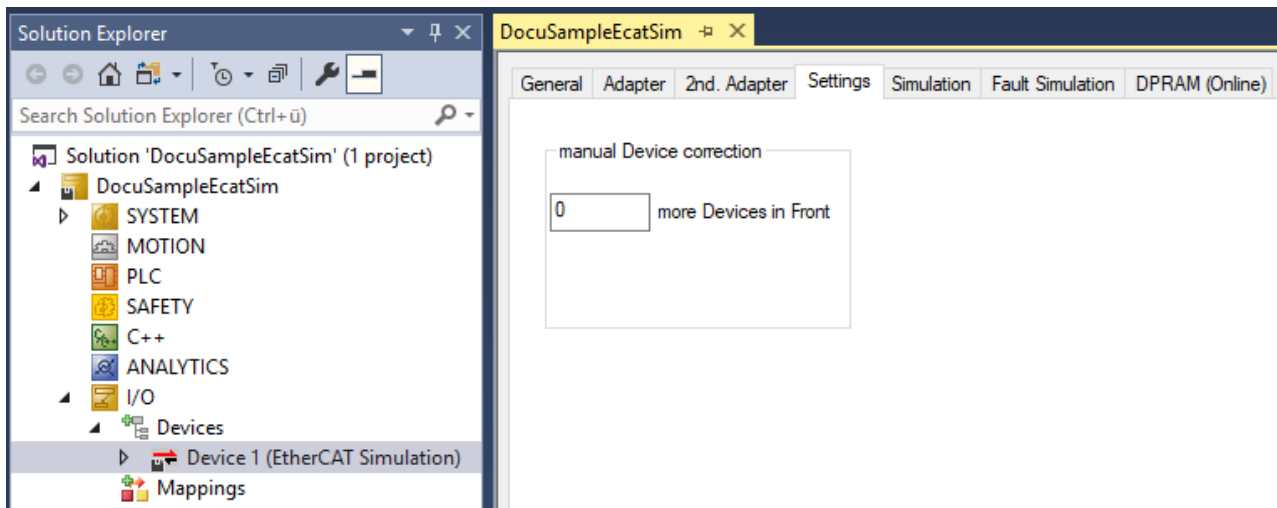 Solution Explorer
Search Solution Explorer (Ctrl+ü)
Solution 'DocuSampleEcatSim' (1 project)
DocuSampleEcatSim
SYSTEM
MOTION
PLC
SAFETY
C++
ANALYTICS
I/O
Devices
Device 1 (EtherCAT Simulation)
Mappings
DocuSampleEcatSim
General Adapter 2nd. Adapter Settings Simulation Fault Simulation DPRAM (Online)
manual Device correction
0 more Devices in Front